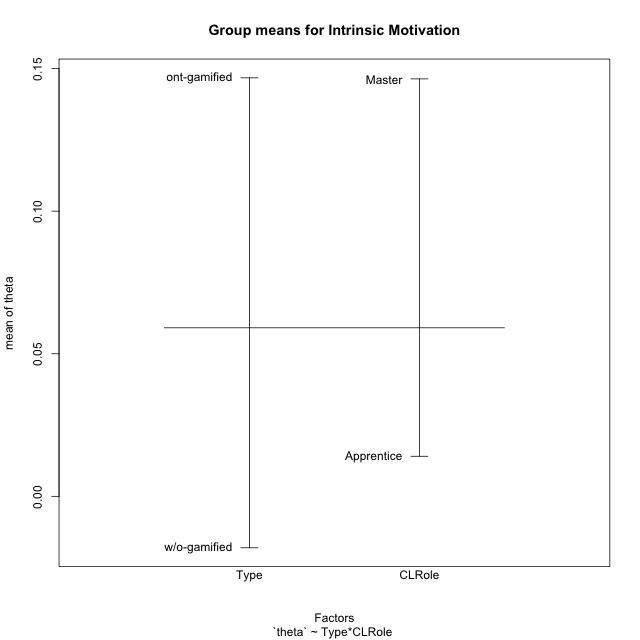 Group means for Intrinsic Motivation
0.15
ont-gamified
Master
0.10
mean of theta
0.05
Apprentice
0.00
w/o-gamified
Type
CLRole
Factors
`theta` ~ Type*CLRole